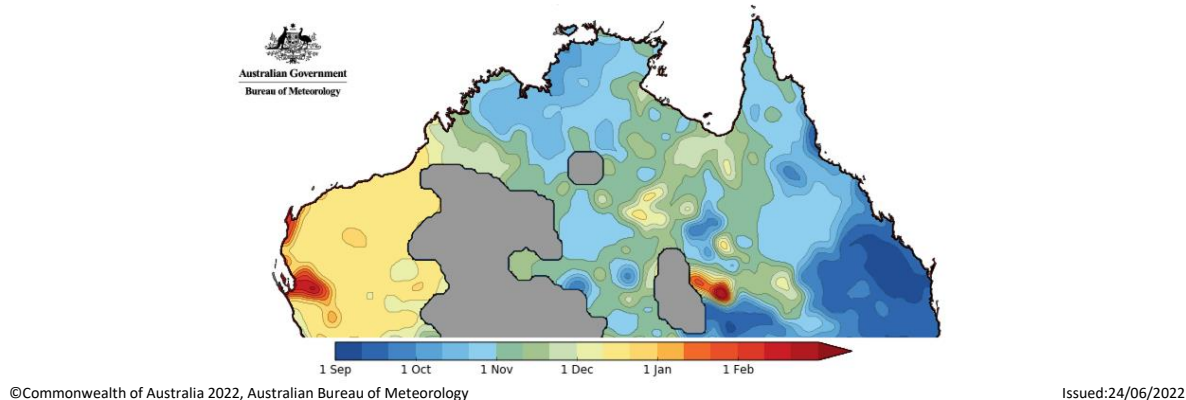 Australian Government
Bureau of Meteorology
1 Sep 1 Oct 1 Nov 1 Dec 1 Jan 1 Feb
©Commonwealth of Australia 2022, Australian Bureau of Meteorology Issued:24/06/2022